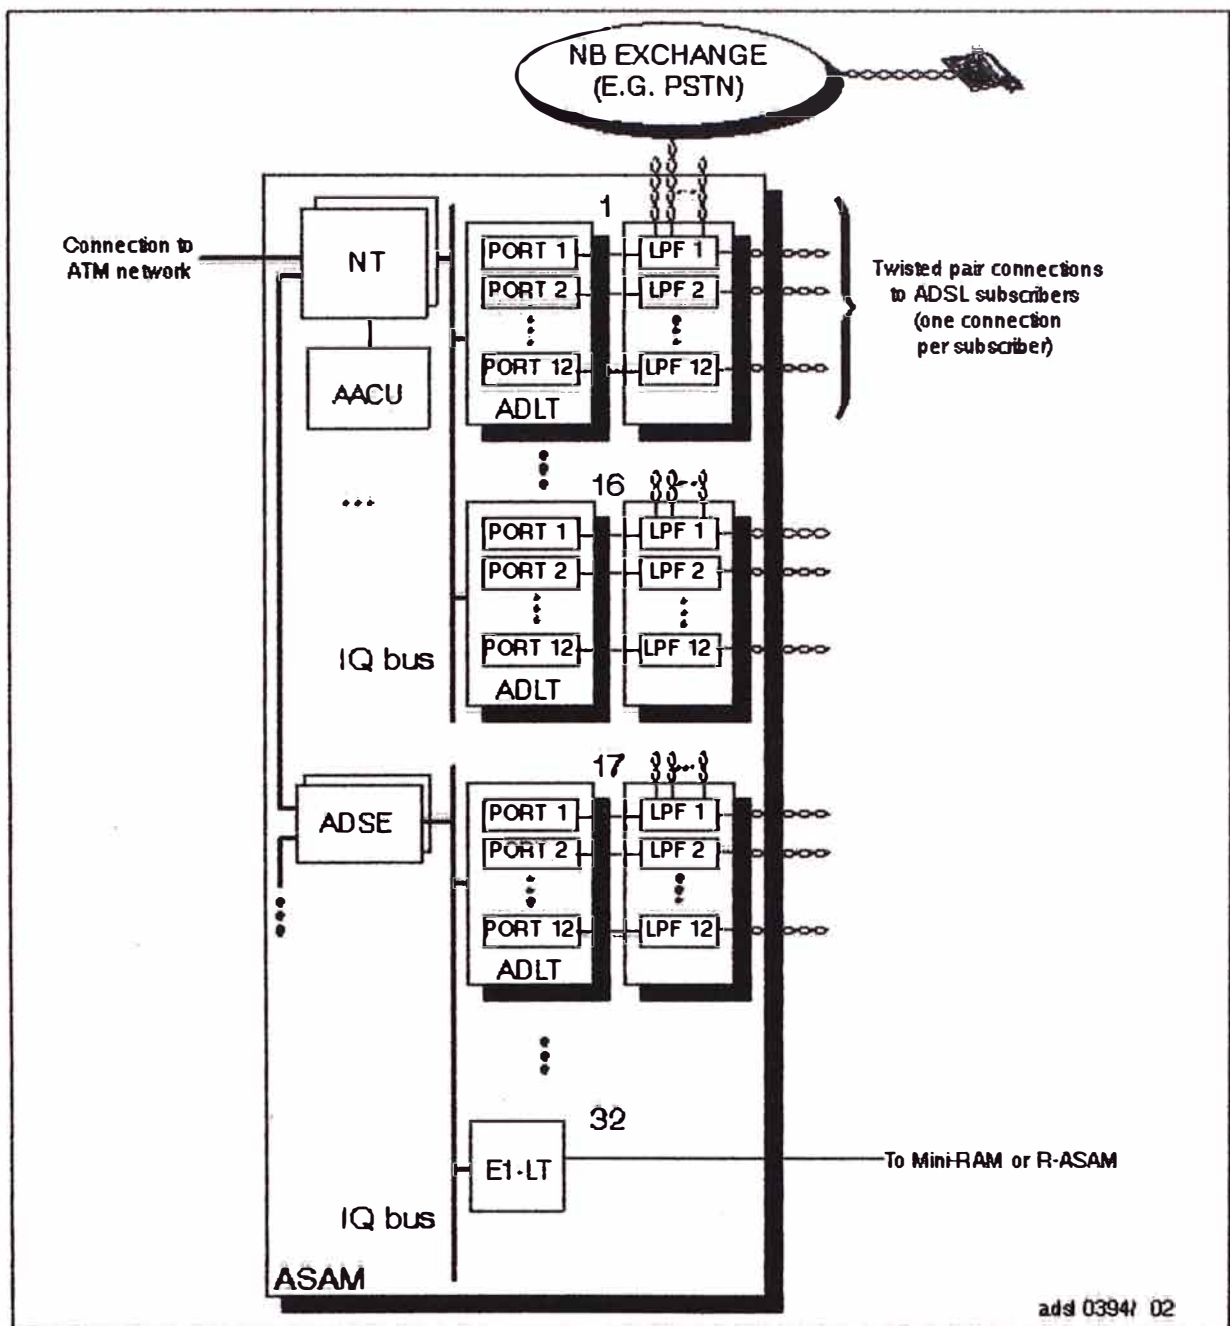 NB EXCHANGE
(E.G. PSTN)
Connection to
ATM network
NT
AACU
1
PORT 1
LPF 1
PORT 2
LPF 2
PORT 12
LPF 12
ADLT
Twisted pair connections
to ADSL subscribers
(one connection
per subscriber)
16
PORT 1
LPF 1
PORT 2
LPF 2
PORT 12
LPF 12
ADLT
IQ bus
17
ADSE
PORT 1
LPF 1
PORT 2
LPF 2
PORT 12
LPF 12
ADLT
32
E1-LT
To Mini-RAM or R-ASAM
IQ bus
ASAM
adsl 0394/ 02